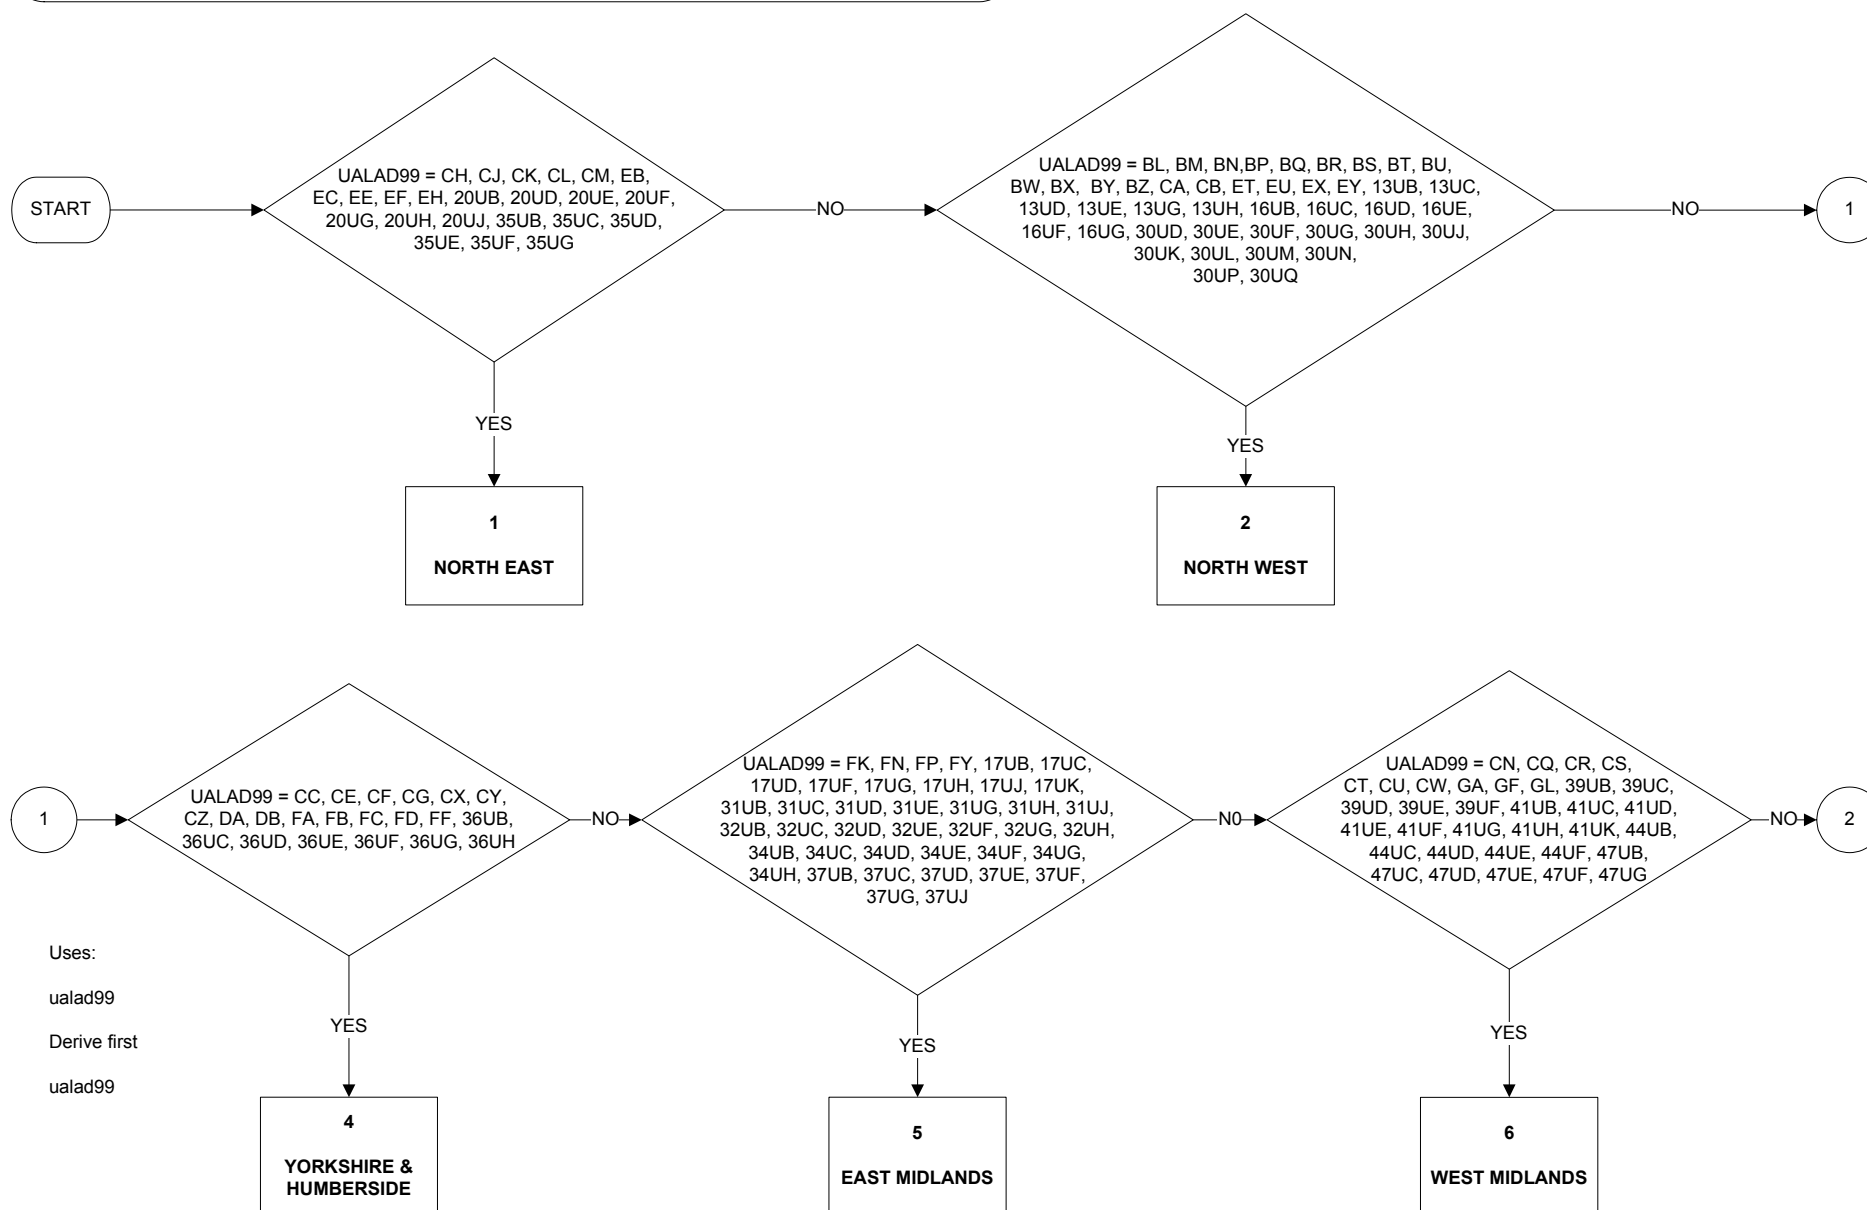 START
UALAD99 = CH, CJ, CK, CL, CM, EB,
EC, EE, EF, EH, 20UB, 20UD, 20UE, 20UF,
20UG, 20UH, 20UJ, 35UB, 35UC, 35UD,
35UE, 35UF, 35UG
NO
UALAD99 = BL, BM, BN,BP, BQ, BR, BS, BT, BU,
BW, BX, BY, BZ, CA, CB, ET, EU, EX, EY, 13UB, 13UC,
13UD, 13UE, 13UG, 13UH, 16UB, 16UC, 16UD, 16UE,
16UF, 16UG, 30UD, 30UE, 30UF, 30UG, 30UH, 30UJ,
30UK, 30UL, 30UM, 30UN,
30UP, 30UQ
NO
1
YES
YES
1
NORTH EAST
2
NORTH WEST
1
UALAD99 = CC, CE, CF, CG, CX, CY,
CZ, DA, DB, FA, FB, FC, FD, FF, 36UB,
36UC, 36UD, 36UE, 36UF, 36UG, 36UH
NO
UALAD99 = FK, FN, FP, FY, 17UB, 17UC,
17UD, 17UF, 17UG, 17UH, 17UJ, 17UK,
31UB, 31UC, 31UD, 31UE, 31UG, 31UH, 31UJ,
32UB, 32UC, 32UD, 32UE, 32UF, 32UG, 32UH,
34UB, 34UC, 34UD, 34UE, 34UF, 34UG,
34UH, 37UB, 37UC, 37UD, 37UE, 37UF,
37UG, 37UJ
N0
UALAD99 = CN, CQ, CR, CS,
CT, CU, CW, GA, GF, GL, 39UB, 39UC,
39UD, 39UE, 39UF, 41UB, 41UC, 41UD,
41UE, 41UF, 41UG, 41UH, 41UK, 44UB,
44UC, 44UD, 44UE, 44UF, 47UB,
47UC, 47UD, 47UE, 47UF, 47UG
NO
2
Uses:
ualad99
Derive first
ualad99
YES
YES
YES
4
YORKSHIRE &
HUMBERSIDE
5
EAST MIDLANDS
6
WEST MIDLANDS